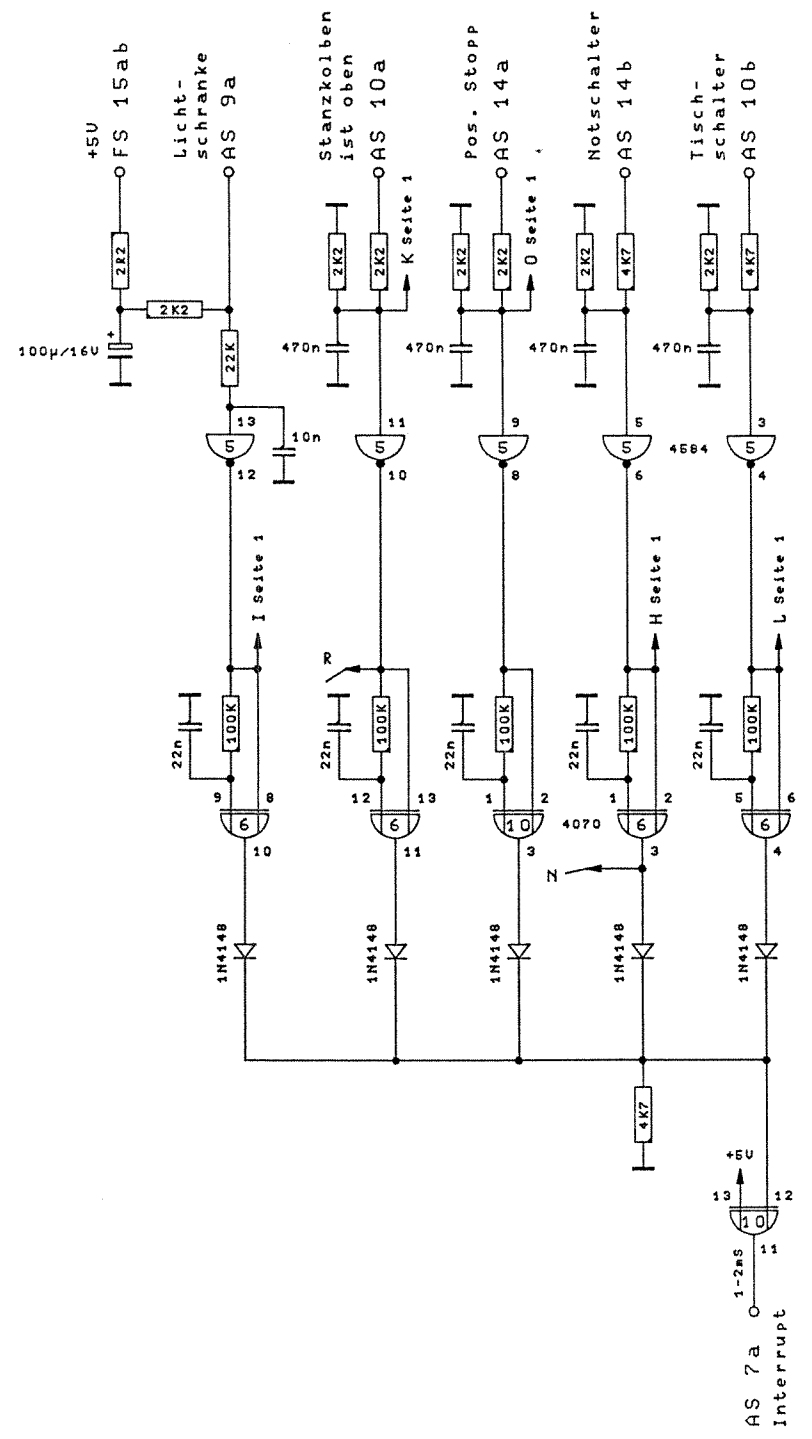 +5V
FS 15ab
Licht-
schranke
AS 9a
Stanzkolben
ist oben
AS 10a
Pos. Stopp
AS 14a
Notschalter
AS 14b
Tisch-
schalter
AS 10b
2R2
2K2
100µ/16V
+
22K
2K2
2K2
K Seite 1
2K2
2K2
O Seite 1
2K2
4K7
2K2
4K7
470n
470n
470n
470n
13
5
12
10n
11
5
10
9
5
8
5
5
6
4584
3
5
4
I Seite 1
R
H Seite 1
L Seite 1
22n
100K
22n
100K
22n
100K
22n
100K
22n
100K
9
8
6
10
12
13
6
11
1
2
10
3
4070
1
2
6
3
5
6
6
4
N
1N4148
1N4148
1N4148
1N4148
1N4148
4K7
+5V
13
12
10
11
1-2mS
AS 7a
Interrupt